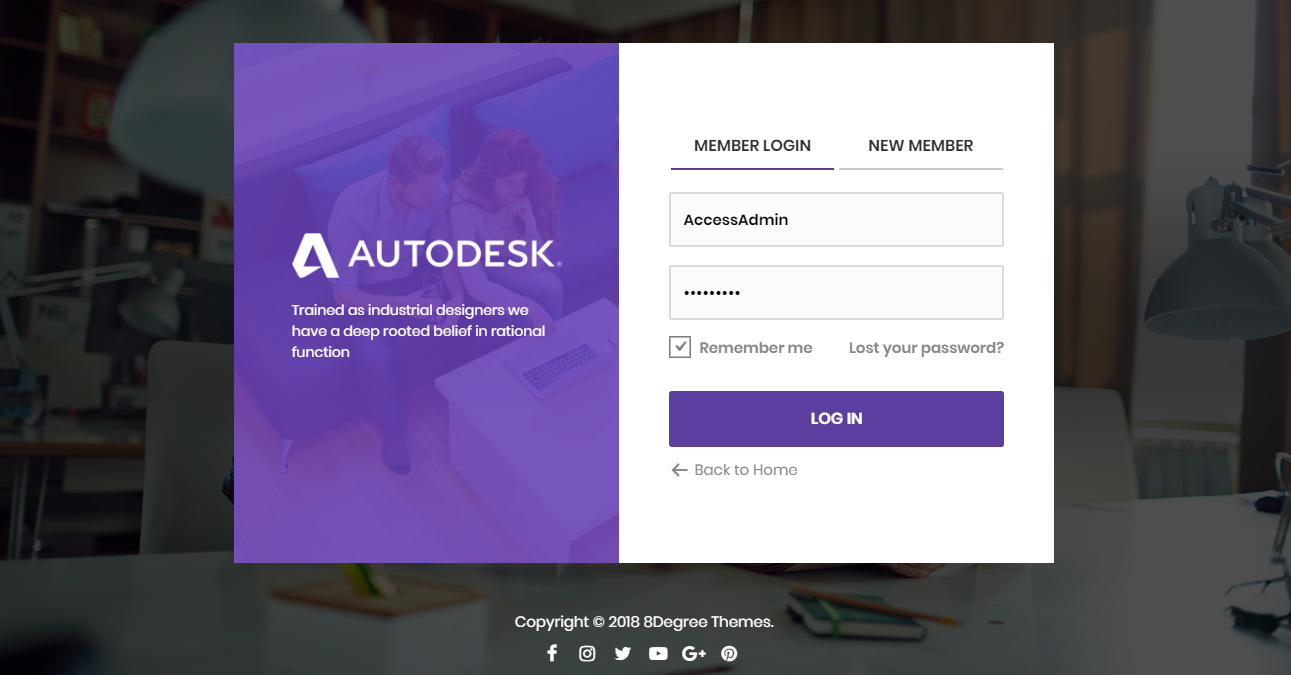 MEMBER LOGIN NEW MEMBER
AccessAdmin
•••••••••
AUTODESK®
Trained as industrial designers we
have a deep rooted belief in rational
function
Remember me Lost your password?
LOG IN
Back to Home
Copyright © 2018 8Degree Themes.
G+